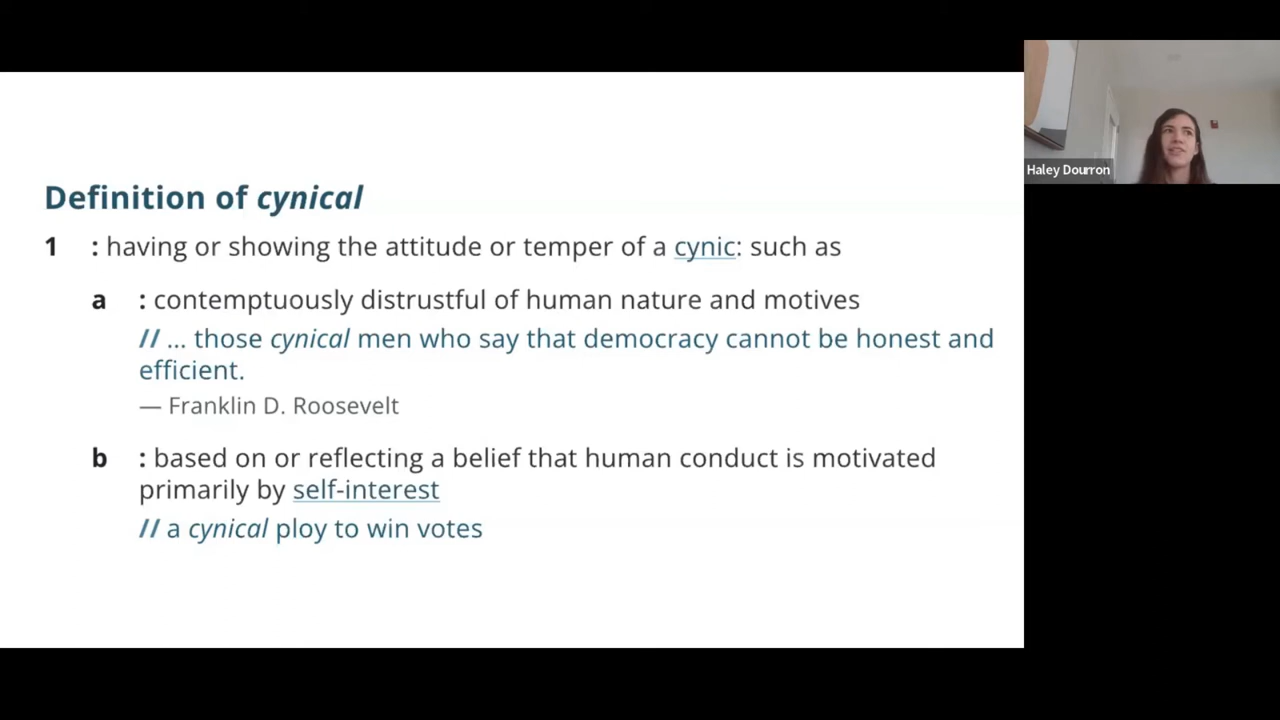 Definition of cynical
1 : having or showing the attitude or temper of a cynic: such as
a : contemptuously distrustful of human nature and motives
// ... those cynical men who say that democracy cannot be honest and
efficient.
— Franklin D. Roosevelt
b : based on or reflecting a belief that human conduct is motivated
primarily by self-interest
// a cynical ploy to win votes
Haley Dourron